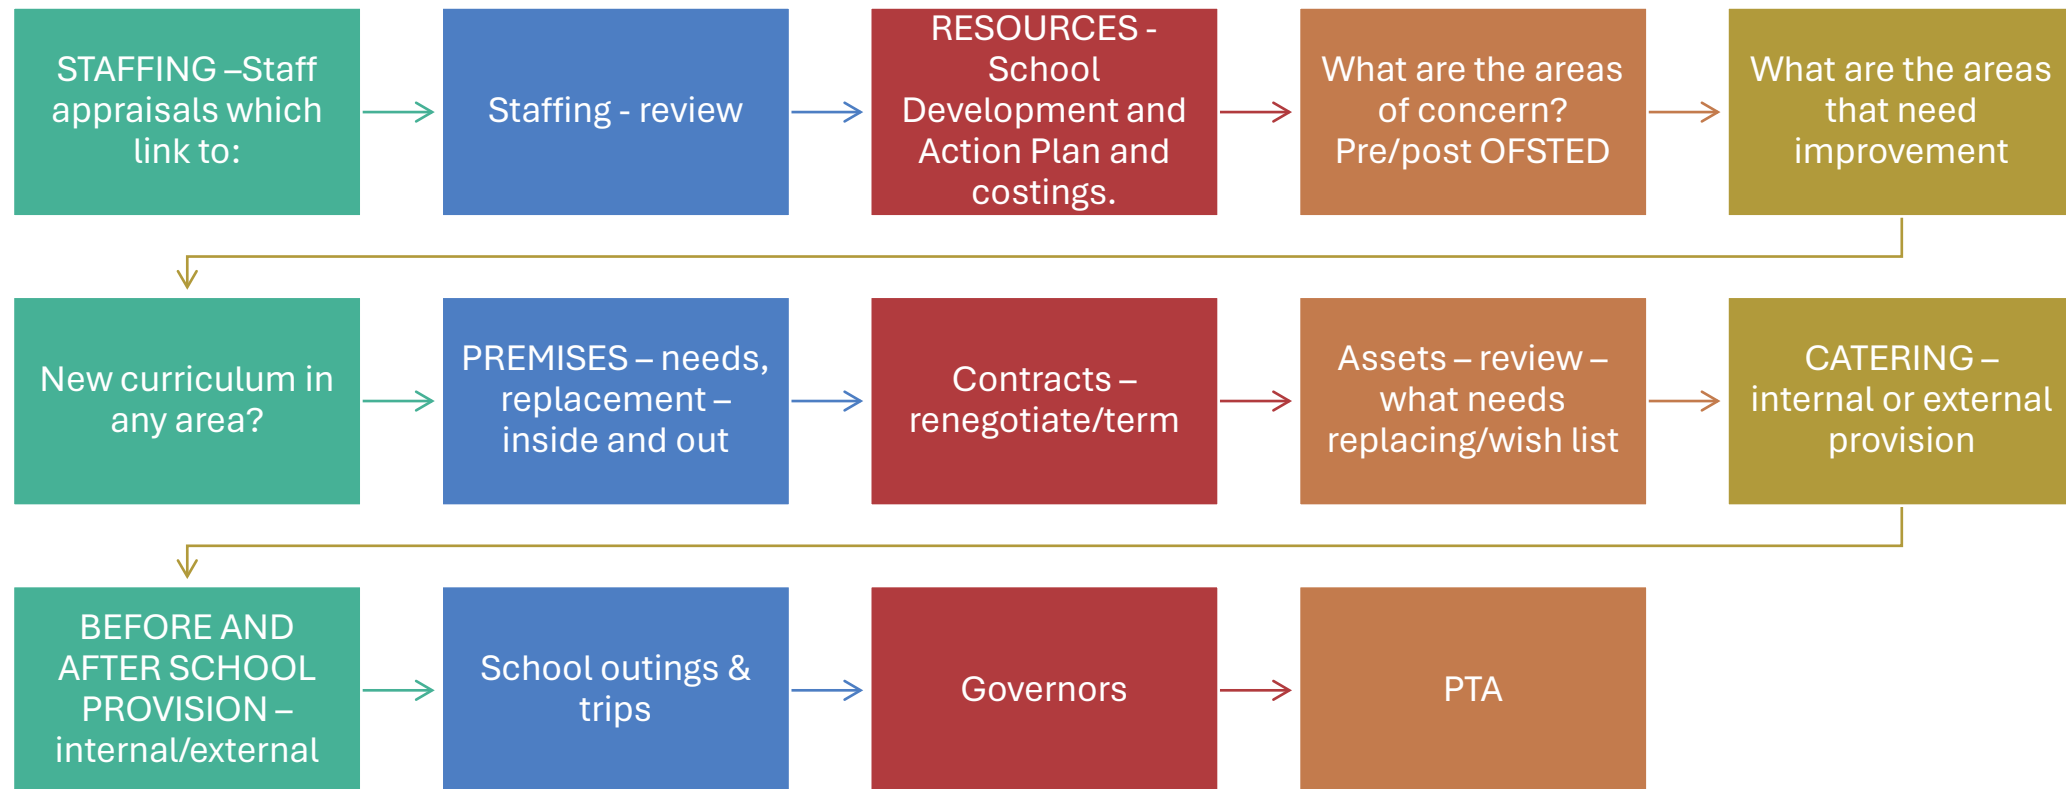 STAFFING –Staff
appraisals which
link to:
Staffing - review
RESOURCES -
School
Development and
Action Plan and
costings.
What are the areas
of concern?
Pre/post OFSTED
What are the areas
that need
improvement
New curriculum in
any area?
PREMISES – needs,
replacement –
inside and out
Contracts –
renegotiate/term
Assets – review –
what needs
replacing/wish list
CATERING –
internal or external
provision
BEFORE AND
AFTER SCHOOL
PROVISION –
internal/external
School outings &
trips
Governors
PTA